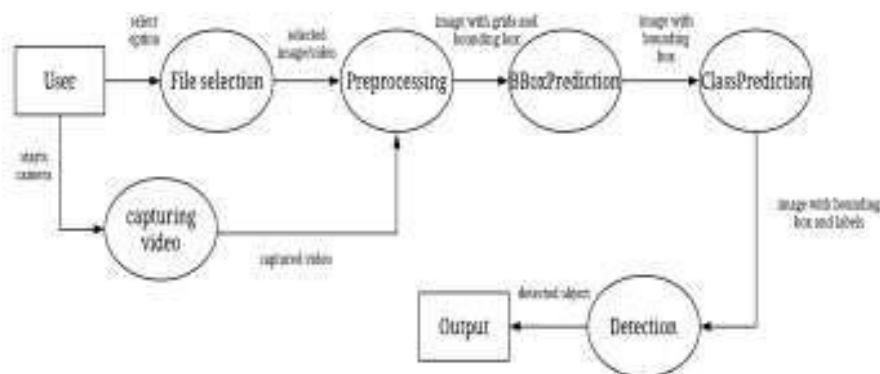 select
option
selected
image/video
image with grids and
bounding box
image with
bounding
box
User
File selection
Preprocessing
BBoxPrediction
ClassPrediction
starts
camera
capturing
video
captured video
image with bounding
box and labels
detected object
Output
Detection